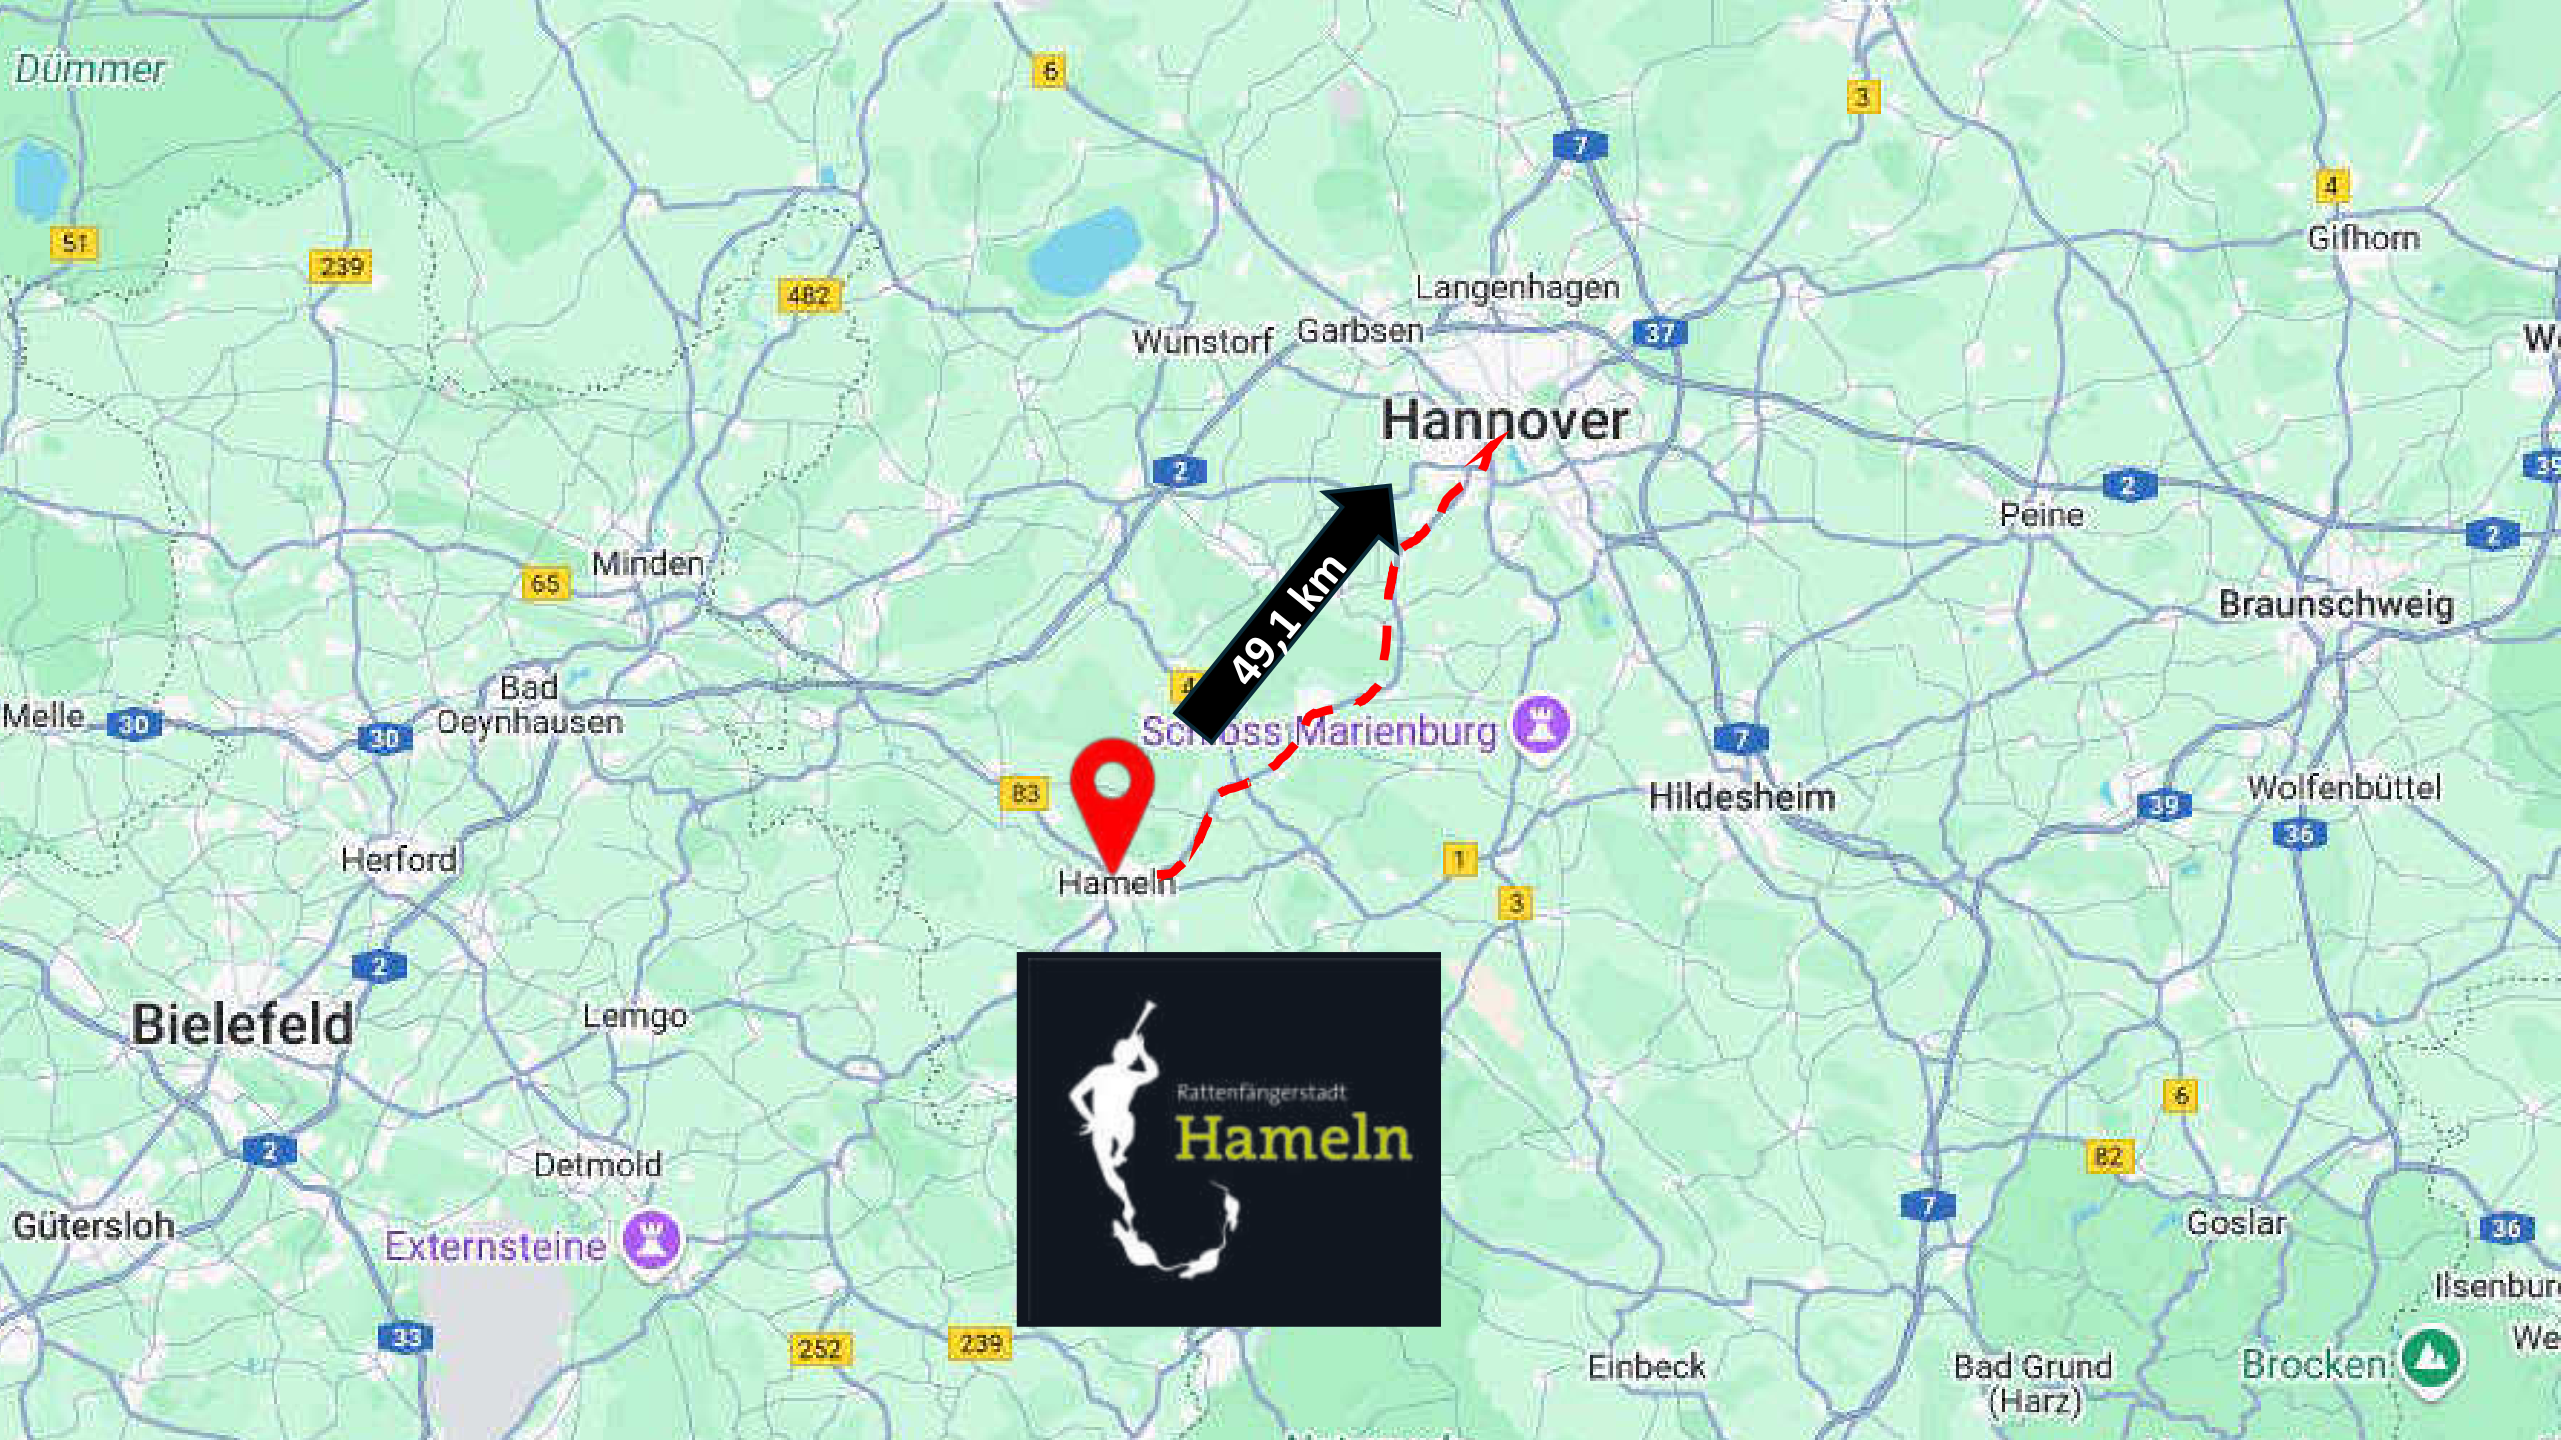 Dümmer
6
3
7
4
51
239
482
Gifhorn
Langenhagen
Wunstorf
Garbsen
37
Hannover
2
2
39
Peine
2
Minden
65
49,1 km
Braunschweig
Bad
Oeynhausen
Melle
30
30
Schloss Marienburg
7
83
Hildesheim
39
Wolfenbüttel
36
Herford
Hameln
1
3
2
Bielefeld
Lemgo
Rattenfängerstadt
Hameln
6
82
2
Detmold
Gütersloh
Externsteine
7
Goslar
36
Ilsenbur
33
252
239
Einbeck
Bad Grund
(Harz)
Brocken
We